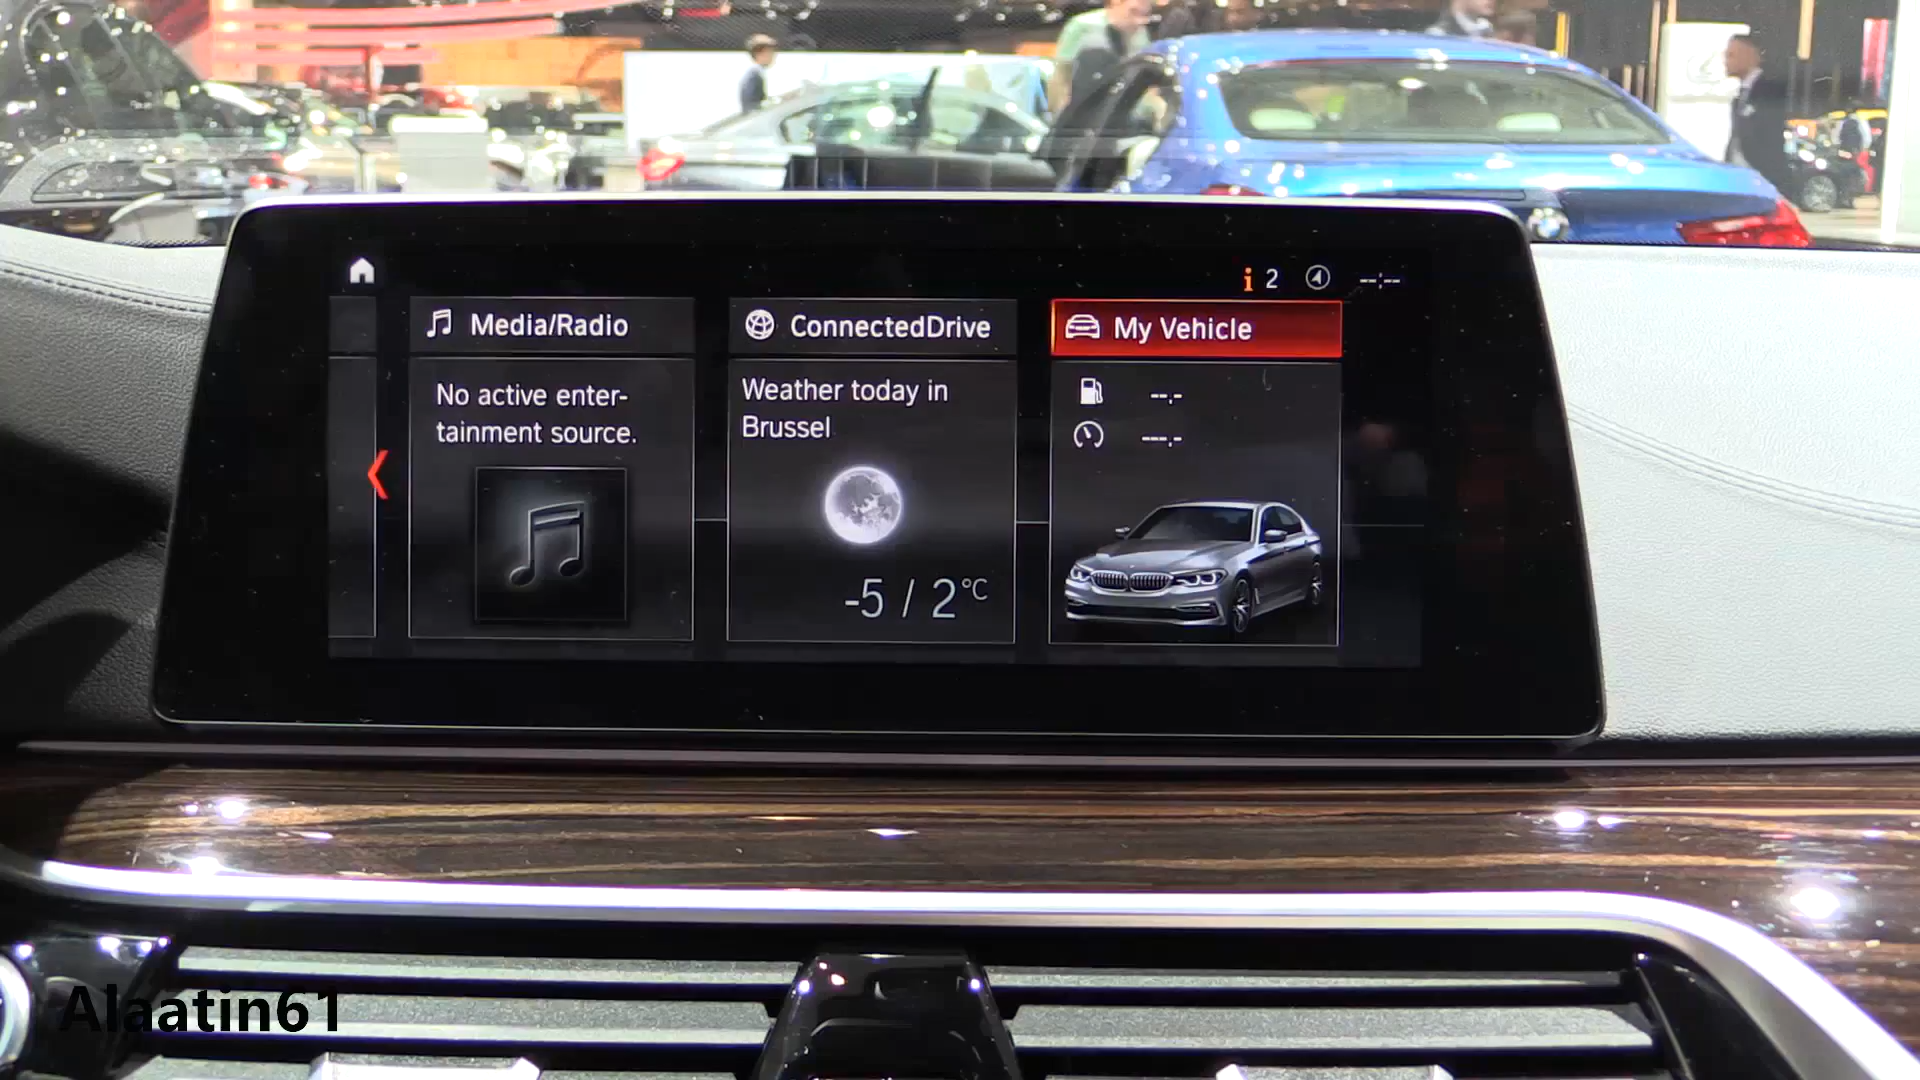 i 2 --:--
Media/Radio
No active enter-
tainment source.
ConnectedDrive
Weather today in
Brussel
-5 / 2°C
My Vehicle
--.-
---.-
Alaatin61